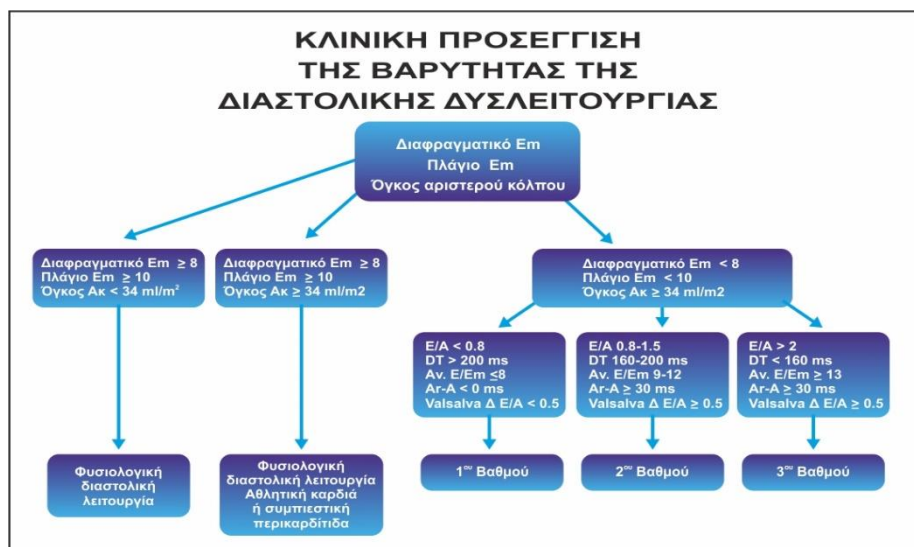 ΚΛΙΝΙΚΗ ΠΡΟΣΕΓΓΙΣΗ
ΤΗΣ ΒΑΡΥΤΗΤΑΣ ΤΗΣ
ΔΙΑΣΤΟΛΙΚΗΣ ΔΥΣΛΕΙΤΟΥΡΓΙΑΣ
Διαφραγματικό Em
Πλάγιο Em
Όγκος αριστερού κόλπου
Διαφραγματικό Em ≥ 8
Πλάγιο Em ≥ 10
Όγκος Ακ < 34 ml/m²
Διαφραγματικό Em ≥ 8
Πλάγιο Em ≥ 10
Όγκος Ακ ≥ 34 ml/m2
Διαφραγματικό Em < 8
Πλάγιο Em < 10
Όγκος Ακ ≥ 34 ml/m2
E/A < 0.8
DT > 200 ms
Av. E/Em ≤8
Ar-A < 0 ms
Valsalva Δ E/A < 0.5
E/A 0.8-1.5
DT 160-200 ms
Av. E/Em 9-12
Ar-A ≥ 30 ms
Valsalva Δ E/A ≥ 0.5
E/A > 2
DT < 160 ms
Av. E/Em ≥ 13
Ar-A ≥ 30 ms
Valsalva Δ E/A ≥ 0.5
Φυσιολογική
διαστολική
λειτουργία
Φυσιολογική
διαστολική λειτουργία
Αθλητική καρδιά
ή συμπιεστική
περικαρδίτιδα
1ου Βαθμού
2ου Βαθμού
3ου Βαθμού